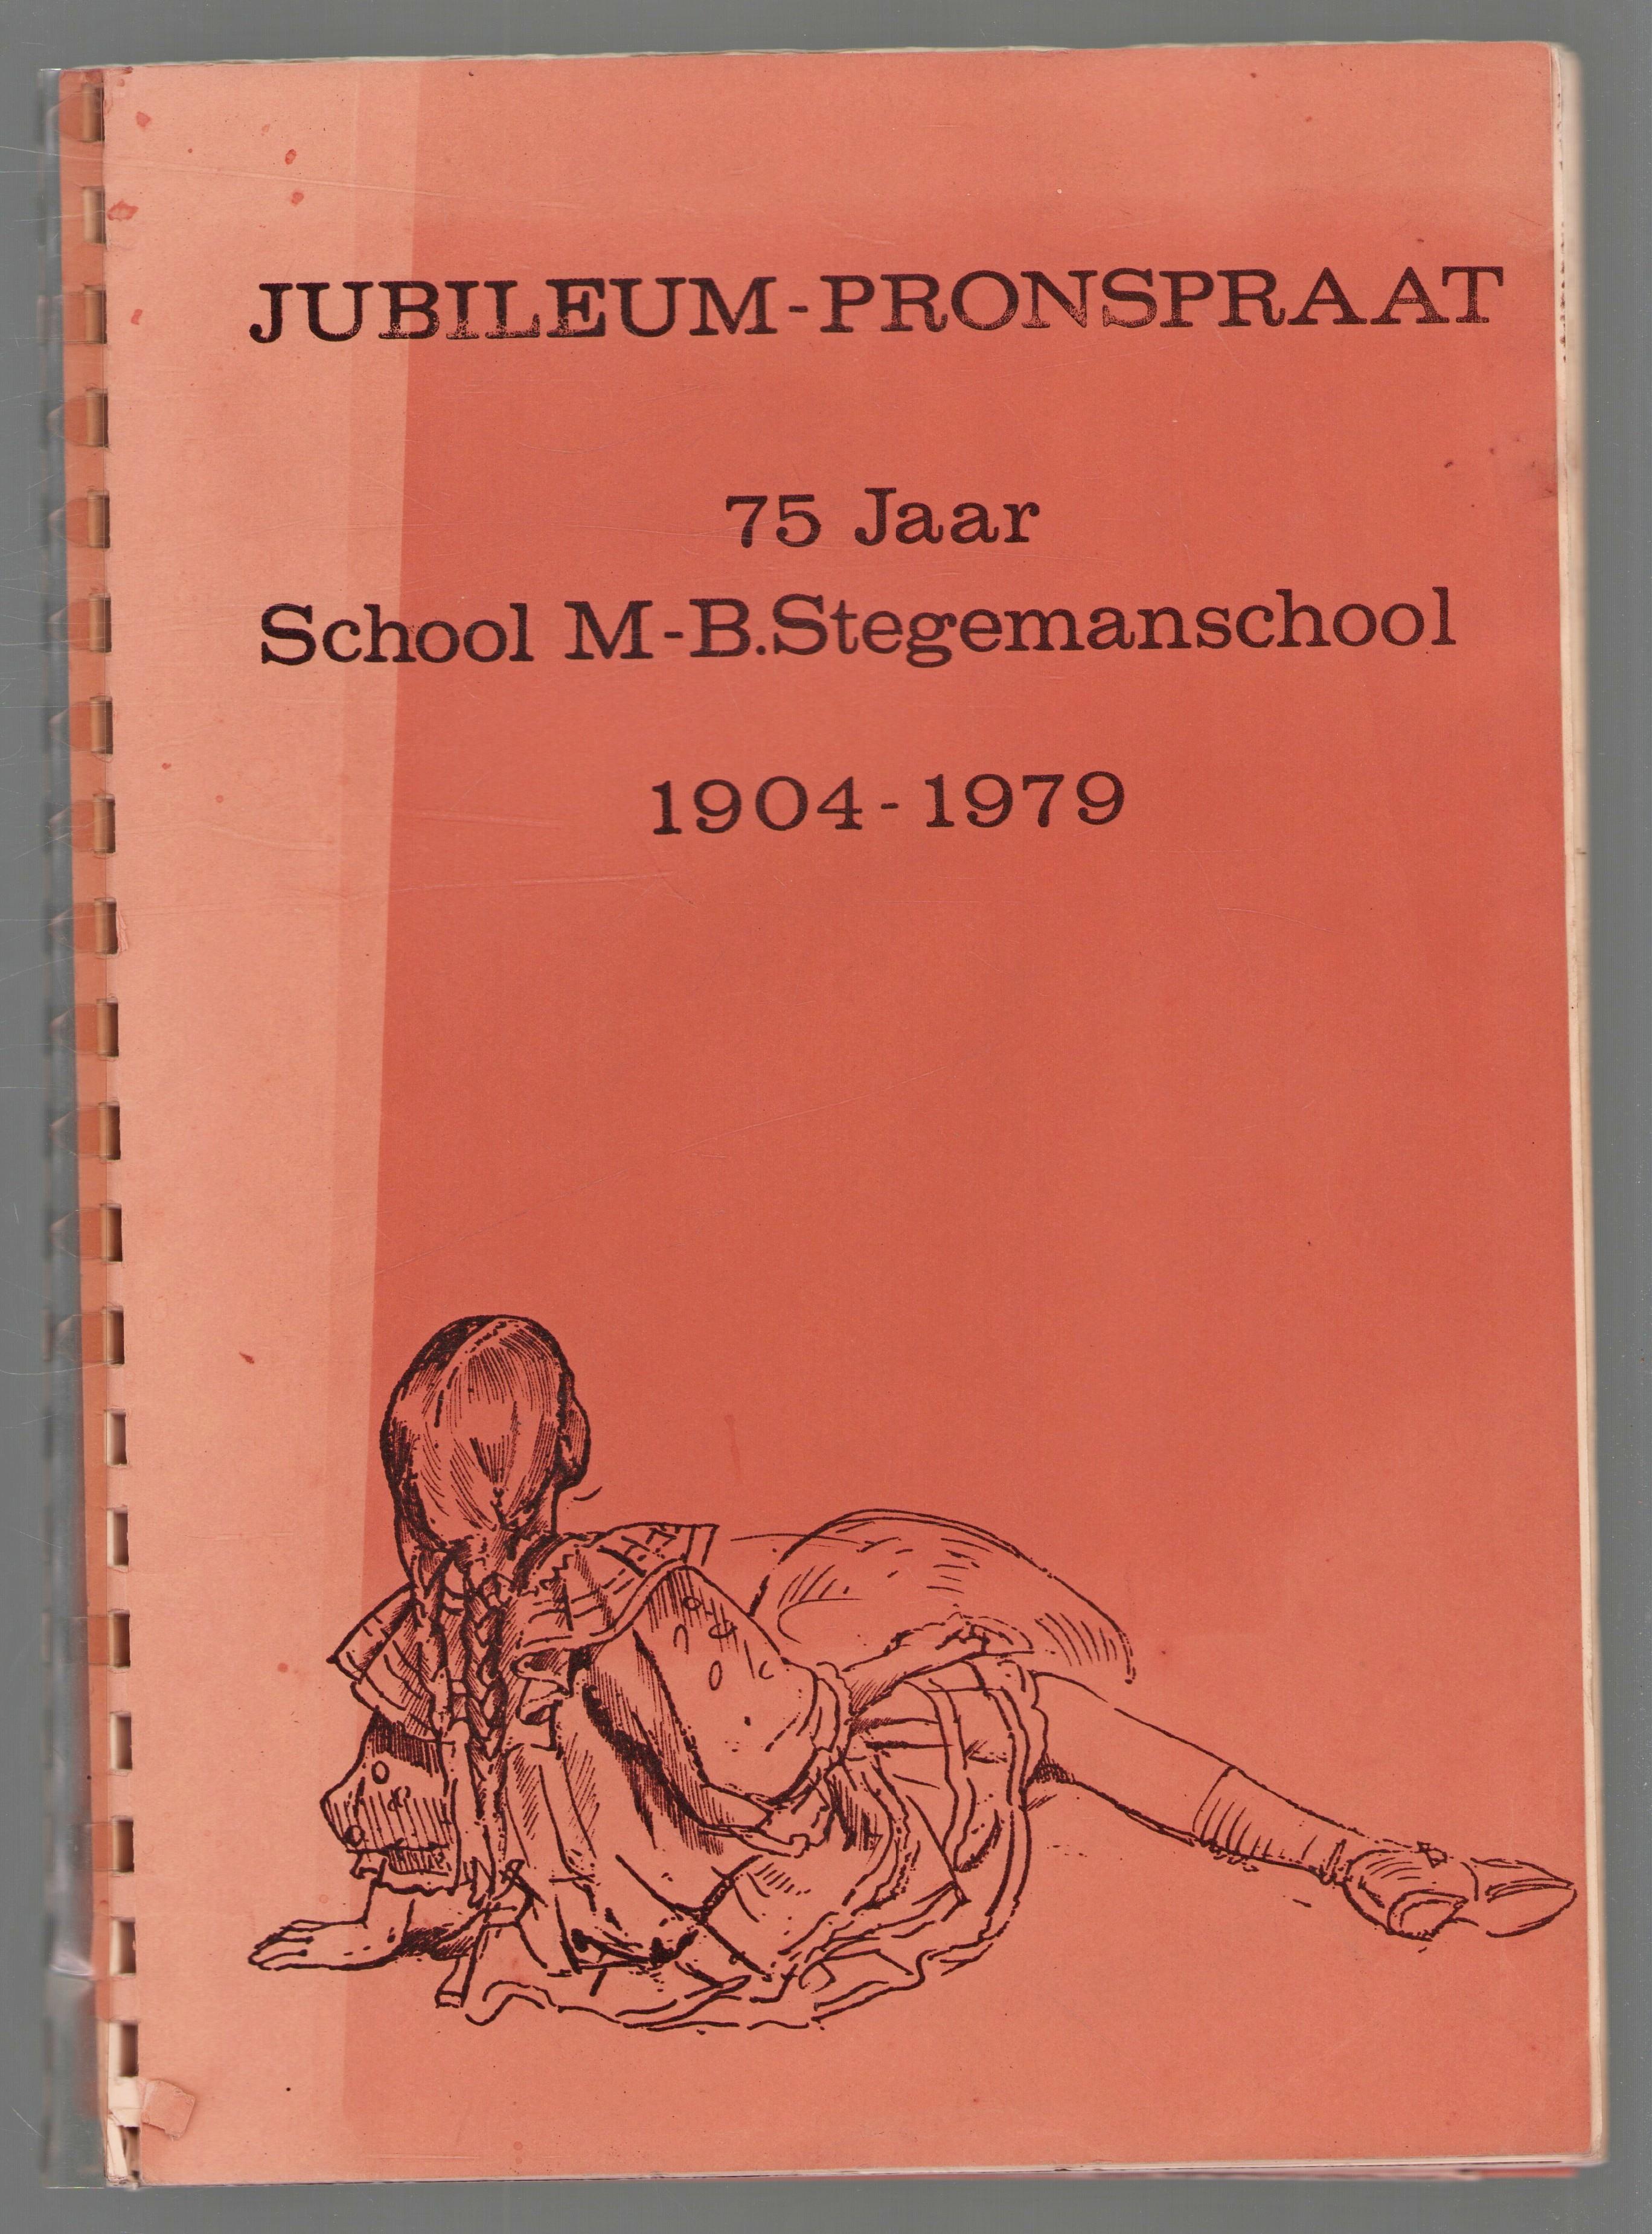 JUBILEUM-PRONSPRAAT
75 Jaar
School M-B.Stegemanschool
1904-1979